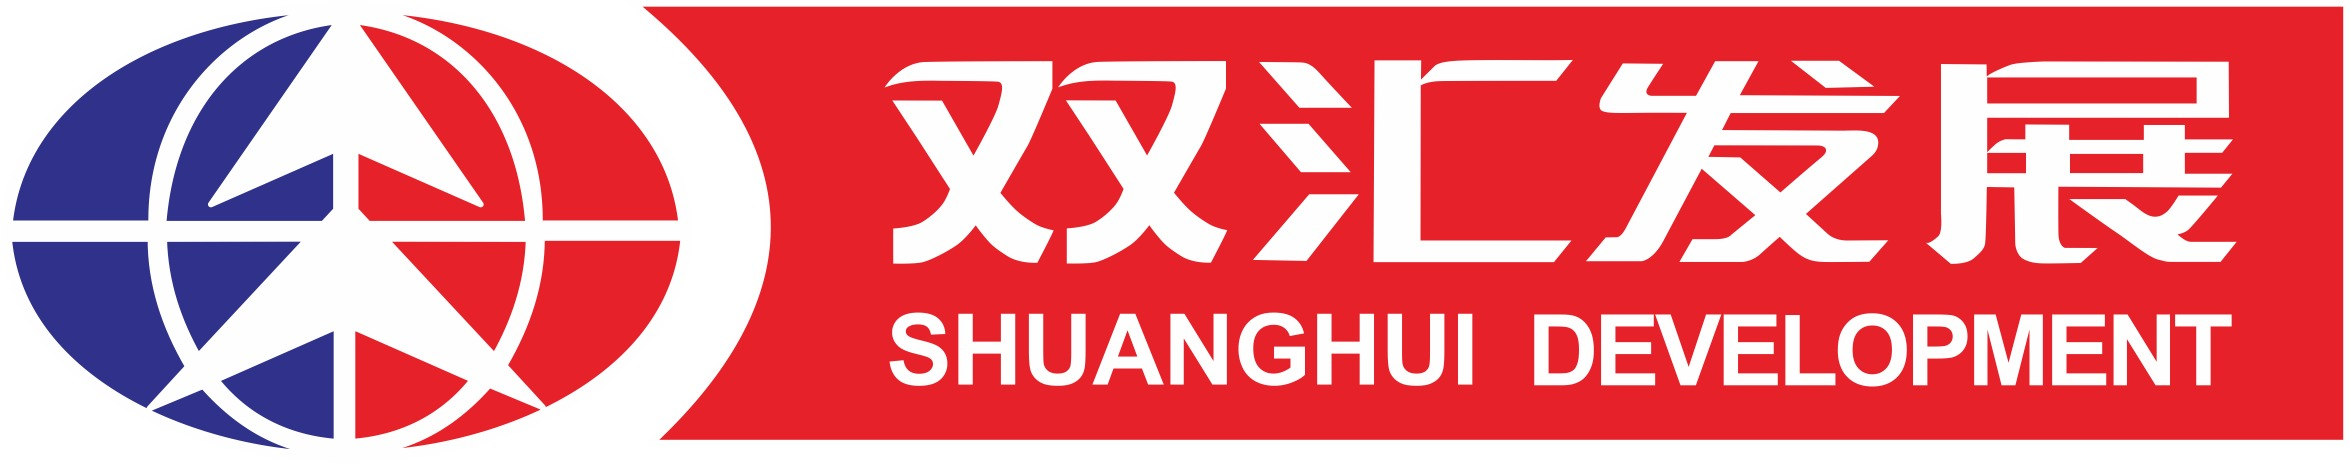 双汇发展
SHUANGHUI DEVELOPMENT